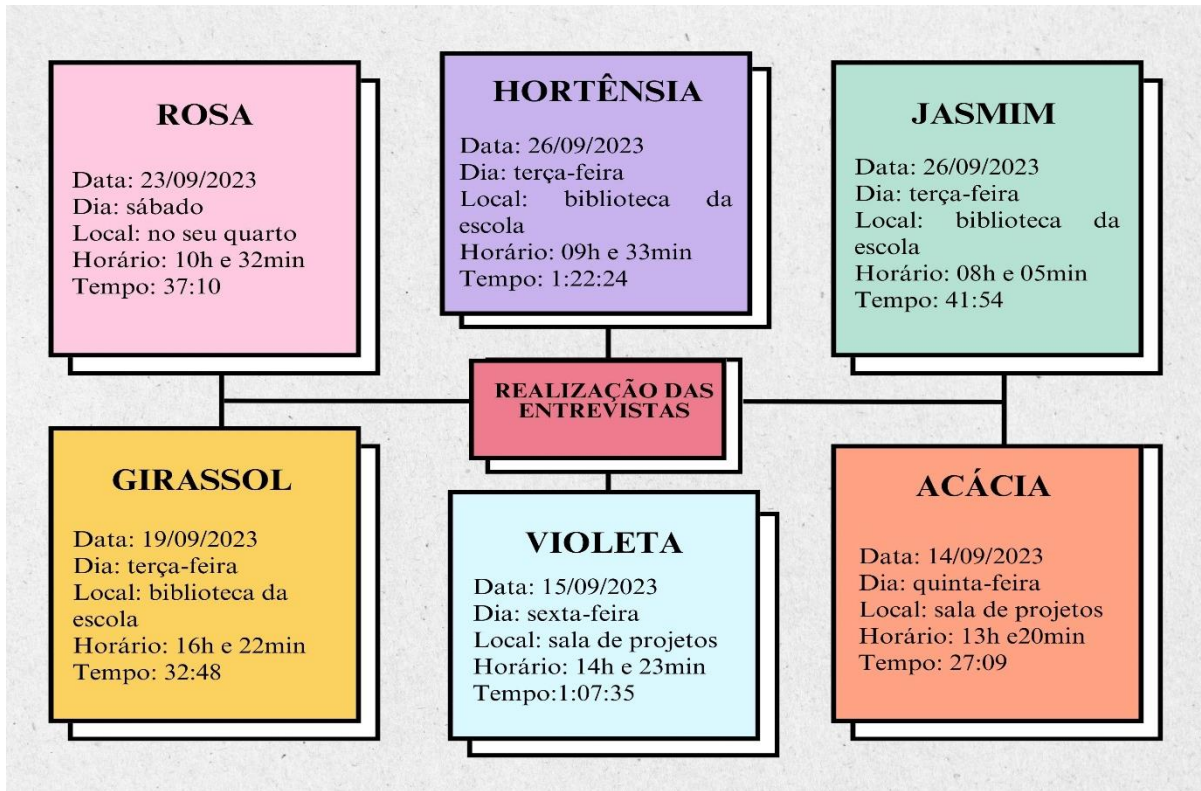 ROSA
Data: 23/09/2023
Dia: sábado
Local: no seu quarto
Horário: 10h e 32min
Tempo: 37:10
HORTÊNSIA
Data: 26/09/2023
Dia: terça-feira
Local: biblioteca da
escola
Horário: 09h e 33min
Tempo: 1:22:24
JASMIM
Data: 26/09/2023
Dia: terça-feira
Local: biblioteca da
escola
Horário: 08h e 05min
Tempo: 41:54
REALIZAÇÃO DAS
ENTREVISTAS
GIRASSOL
Data: 19/09/2023
Dia: terça-feira
Local: biblioteca da
escola
Horário: 16h e 22min
Tempo: 32:48
VIOLETA
Data: 15/09/2023
Dia: sexta-feira
Local: sala de projetos
Horário: 14h e 23min
Tempo:1:07:35
ACÁCIA
Data: 14/09/2023
Dia: quinta-feira
Local: sala de projetos
Horário: 13h e20min
Tempo: 27:09